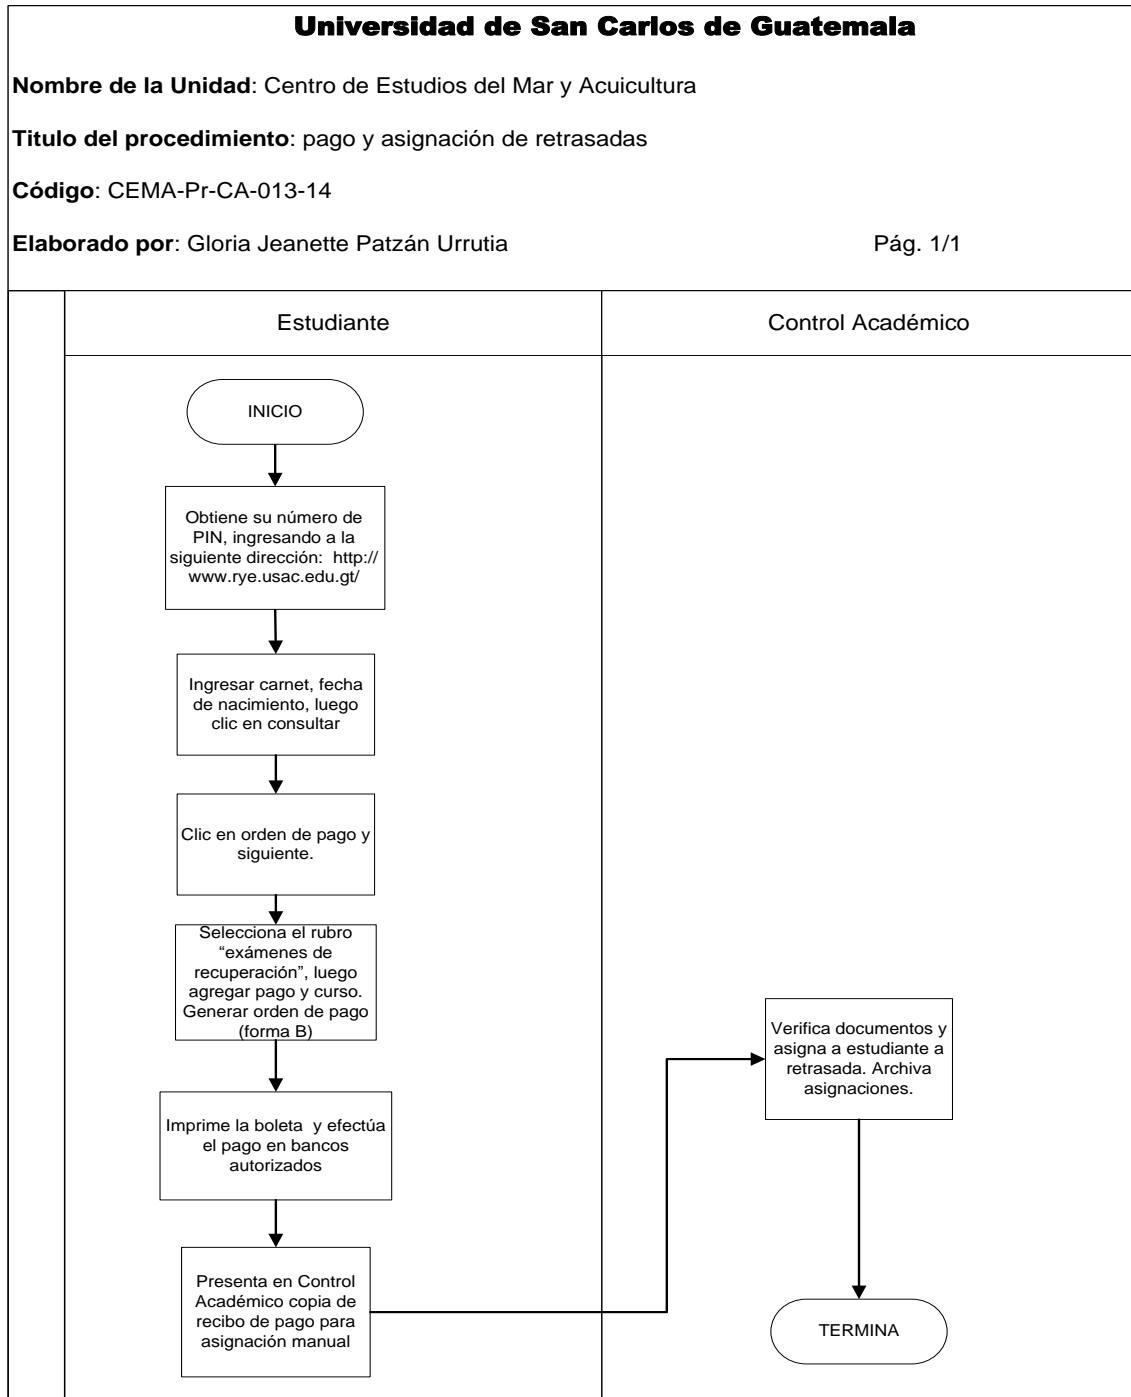 Universidad de San Carlos de Guatemala
Nombre de la Unidad: Centro de Estudios del Mar y Acuicultura
Titulo del procedimiento: pago y asignación de retrasadas
Código: CEMA-Pr-CA-013-14
Elaborado por: Gloria Jeanette Patzán Urrutia Pág. 1/1
Estudiante
Control Académico
INICIO
Obtiene su número de
PIN, ingresando a la
siguiente dirección: http://
www.rye.usac.edu.gt/
Ingresar carnet, fecha
de nacimiento, luego
clic en consultar
Clic en orden de pago y
siguiente.
Selecciona el rubro
“exámenes de
recuperación”, luego
agregar pago y curso.
Generar orden de pago
(forma B)
Imprime la boleta y efectúa
el pago en bancos
autorizados
Presenta en Control
Académico copia de
recibo de pago para
asignación manual
Verifica documentos y
asigna a estudiante a
retrasada. Archiva
asignaciones.
TERMINA